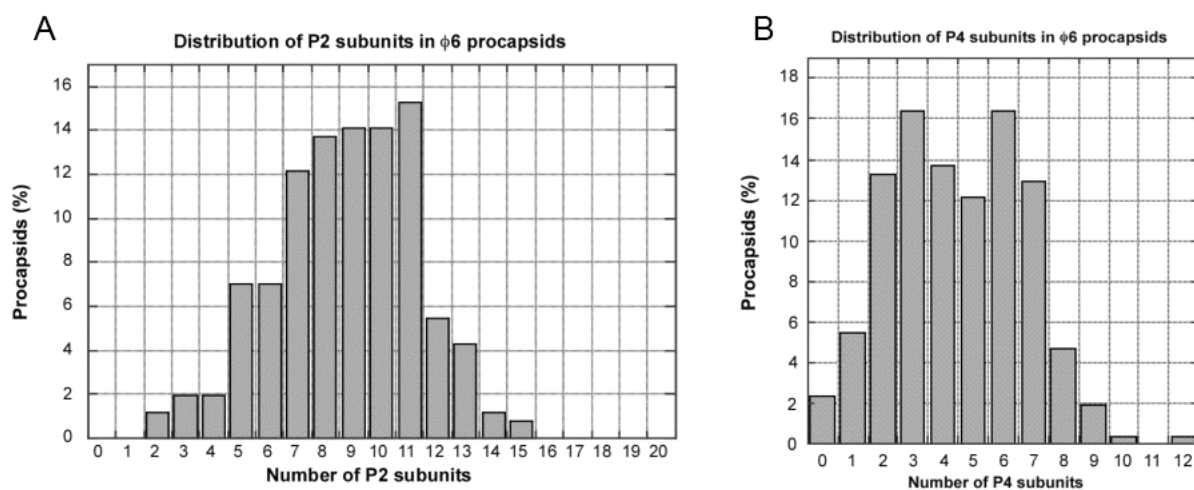 A
Distribution of P2 subunits in ϕ6 procapsids
16
14
12
10
8
6
4
2
0
Procapsids (%)
0 1 2 3 4 5 6 7 8 9 10 11 12 13 14 15 16 17 18 19 20
Number of P2 subunits
B
Distribution of P4 subunits in ϕ6 procapsids
18
16
14
12
10
8
6
4
2
0
Procapsids (%)
0 1 2 3 4 5 6 7 8 9 10 11 12
Number of P4 subunits